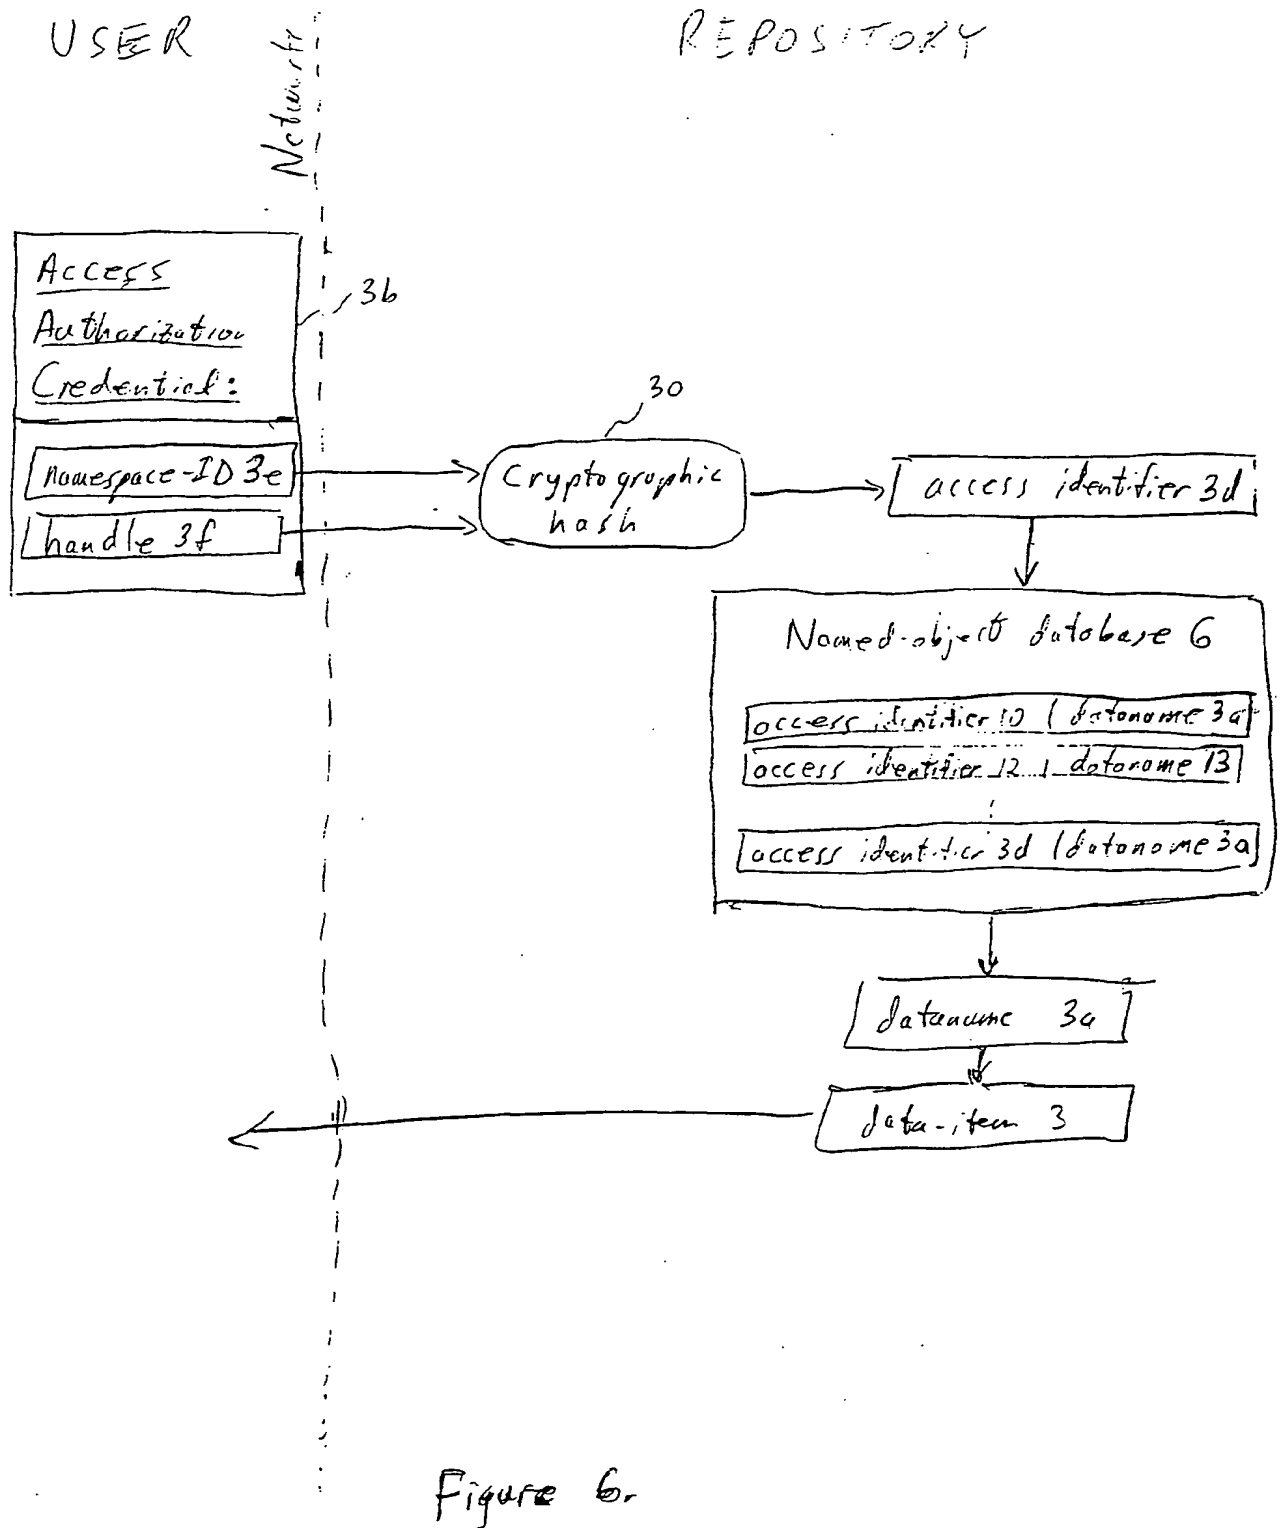 USER
REPOSITORY
Network
Access
Authorization
Credential:
3b
namespace-ID 3e
handle 3f
30
Cryptographic
hash
access identifier 3d
Named-object database 6
access identifier 10 | dataname 3a
access identifier 12 | dataname 13
access identifier 3d | dataname 3a
dataname 3a
data-item 3
Figure 6.